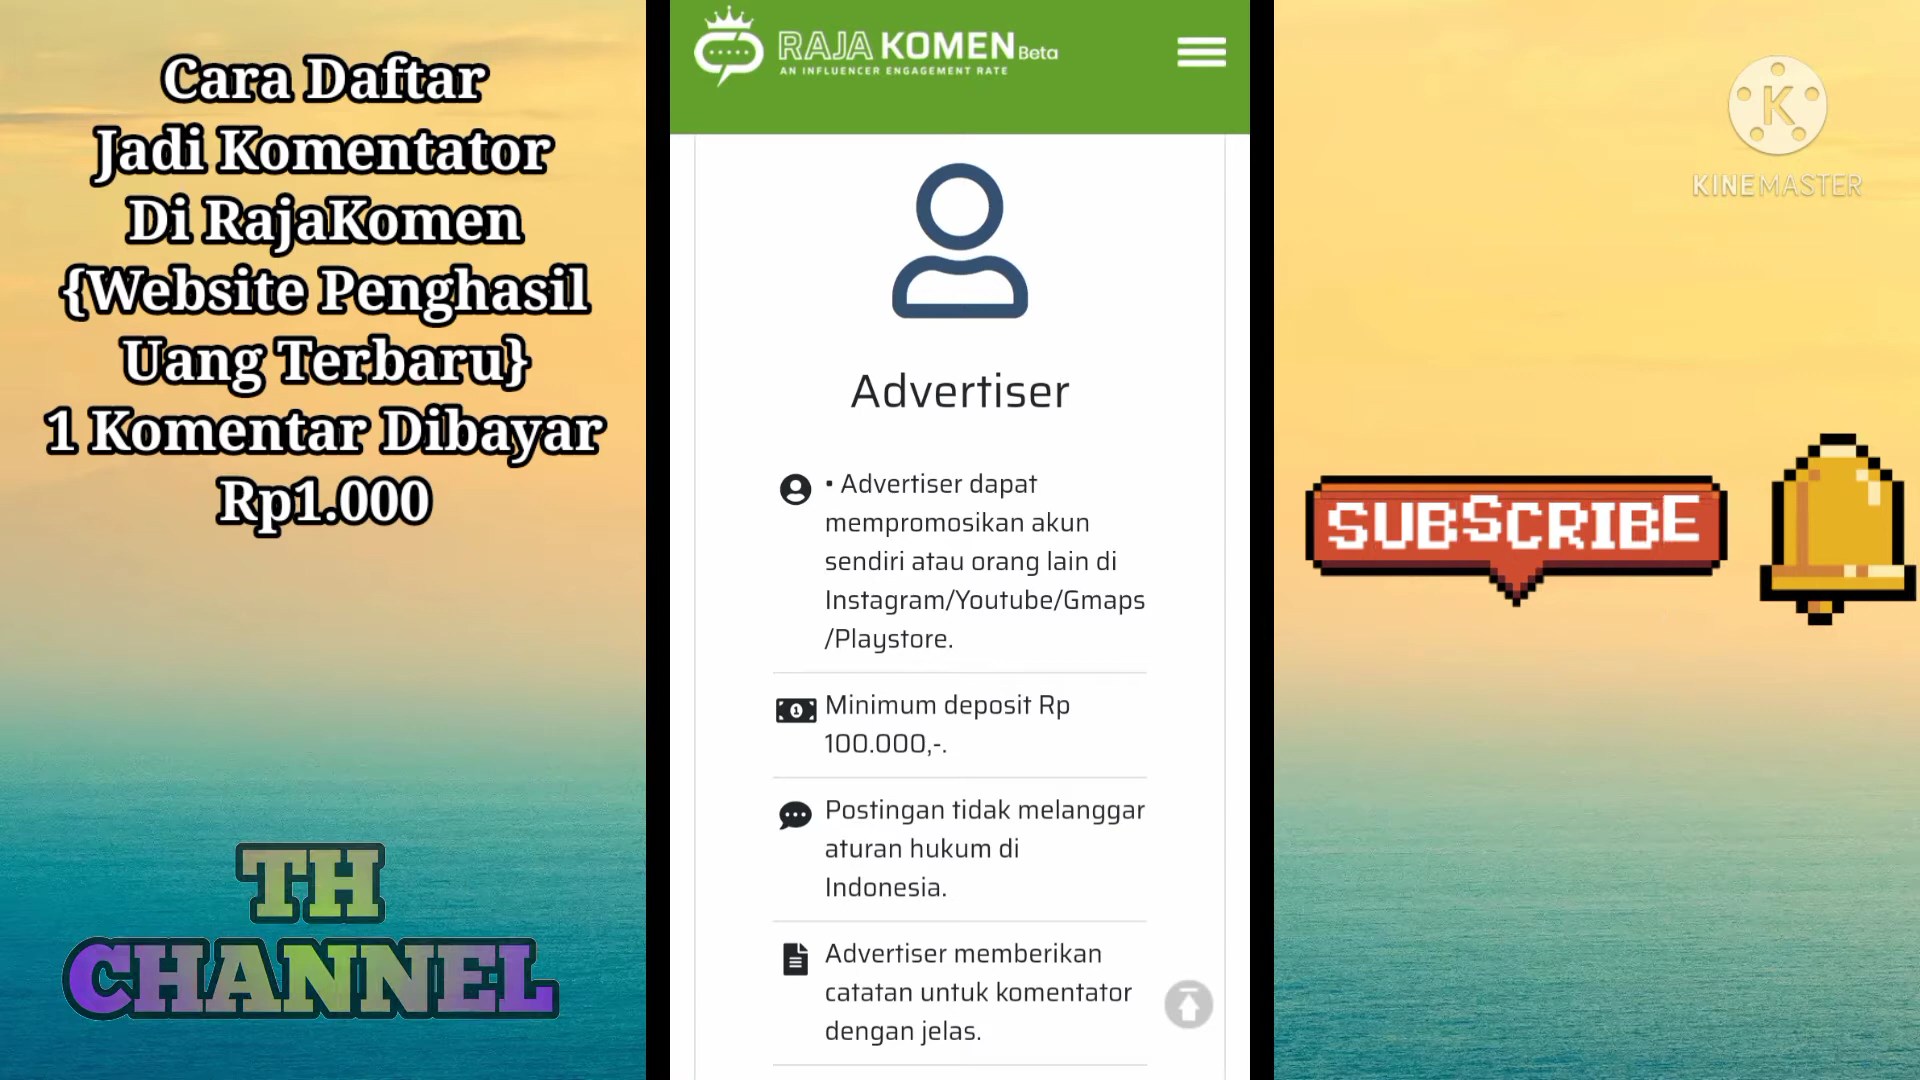 Cara Daftar
Jadi Komentator
Di RajaKomen
{Website Penghasil
Uang Terbaru}
1 Komentar Dibayar
Rp1.000
TH
CHANNEL
RAJA KOMEN Beta
AN INFLUENCER ENGAGEMENT RATE
Advertiser
• Advertiser dapat
mempromosikan akun
sendiri atau orang lain di
Instagram/Youtube/Gmaps
/Playstore.
Minimum deposit Rp
100.000,-.
Postingan tidak melanggar
aturan hukum di
Indonesia.
Advertiser memberikan
catatan untuk komentator
dengan jelas.
K
KINEMASTER
SUBSCRIBE